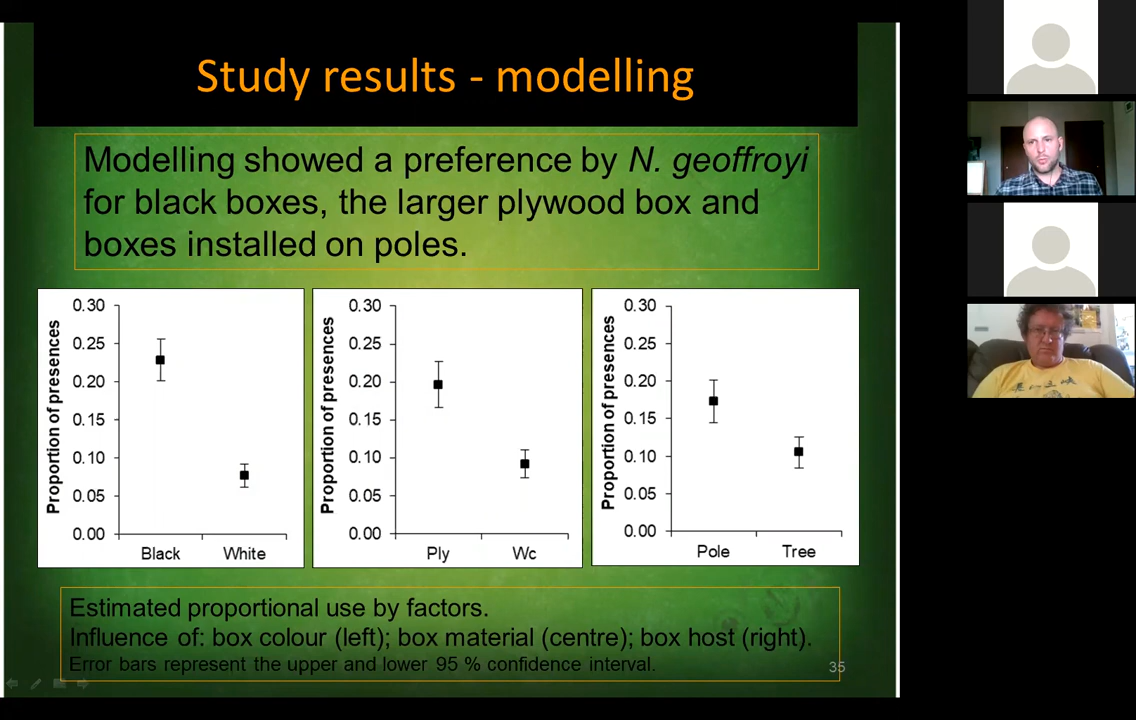 Study results - modelling
Modelling showed a preference by N. geoffroyi
for black boxes, the larger plywood box and
boxes installed on poles.
Proportion of presences
0.30
0.25
0.20
0.15
0.10
0.05
0.00
Black White
Proportion of presences
0.30
0.25
0.20
0.15
0.10
0.05
0.00
Ply Wc
Proportion of presences
0.30
0.25
0.20
0.15
0.10
0.05
0.00
Pole Tree
Estimated proportional use by factors.
Influence of: box colour (left); box material (centre); box host (right).
Error bars represent the upper and lower 95 % confidence interval.
35